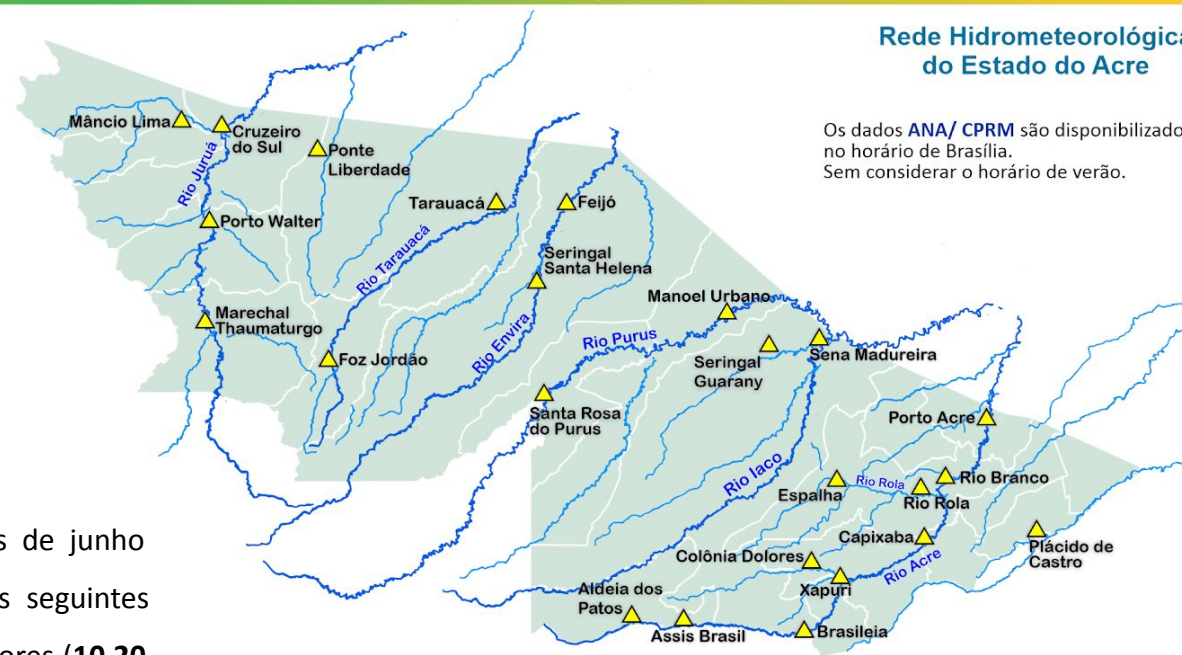 Rede Hidrometeorológica
do Estado do Acre
Os dados ANA/ CPRM são disponibilizado
no horário de Brasília.
Sem considerar o horário de verão.
Mâncio Lima
Cruzeiro
do Sul
Ponte
Liberdade
Rio Juruá
Porto Walter
Tarauacá
Feijó
Rio Tarauacá
Seringal
Santa Helena
Marechal
Thaumaturgo
Foz Jordão
Rio Envira
Manoel Urbano
Rio Purus
Seringal
Guarany
Sena Madureira
Santa Rosa
do Purus
Porto Acre
Rio Iaco
Espalha
Rio Rola
Rio Branco
Rio Rola
Capixaba
Plácido de
Castro
Colônia Dolores
Rio Acre
Xapuri
Aldeia dos
Patos
Assis Brasil
Brasileia
s de junho
s seguintes
ores (10,20